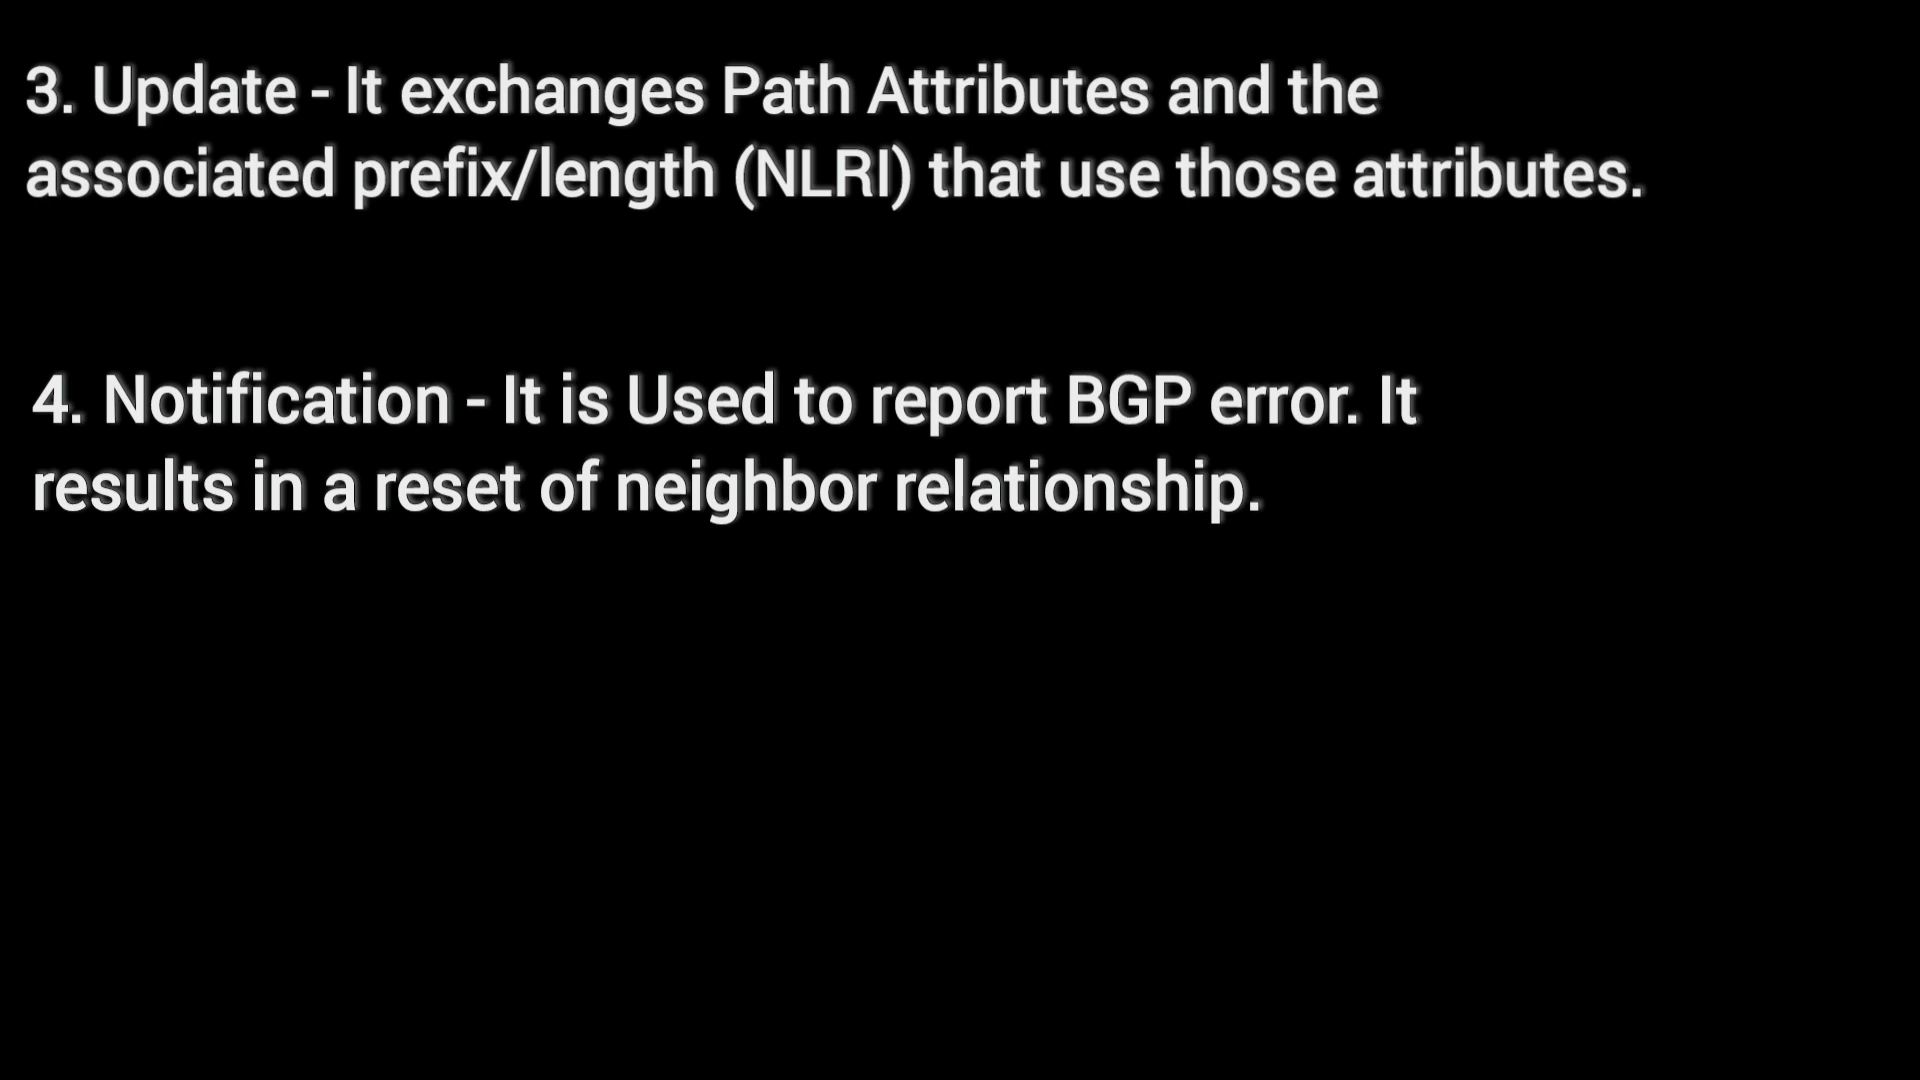 3. Update - It exchanges Path Attributes and the
associated prefix/length (NLRI) that use those attributes.
4. Notification - It is Used to report BGP error. It
results in a reset of neighbor relationship.